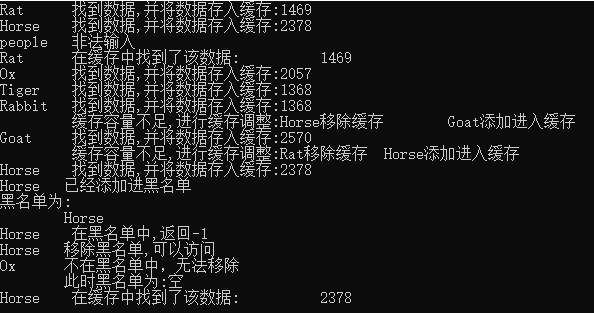 Rat 找到数据,并将数据存入缓存:1469
Horse 找到数据,并将数据存入缓存:2378
people 非法输入
Rat 在缓存中找到了该数据: 1469
Ox 找到数据,并将数据存入缓存:2057
Tiger 找到数据,并将数据存入缓存:1368
Rabbit 找到数据,并将数据存入缓存:1368
缓存容量不足,进行缓存调整:Horse移除缓存 Goat添加进入缓存
Goat 找到数据,并将数据存入缓存:2570
缓存容量不足,进行缓存调整:Rat移除缓存 Horse添加进入缓存
Horse 找到数据,并将数据存入缓存:2378
Horse 已经添加进黑名单
黑名单为:
Horse
Horse 在黑名单中,返回-1
Horse 移除黑名单,可以访问
Ox 不在黑名单中，无法移除
此时黑名单为:空
Horse 在缓存中找到了该数据: 2378